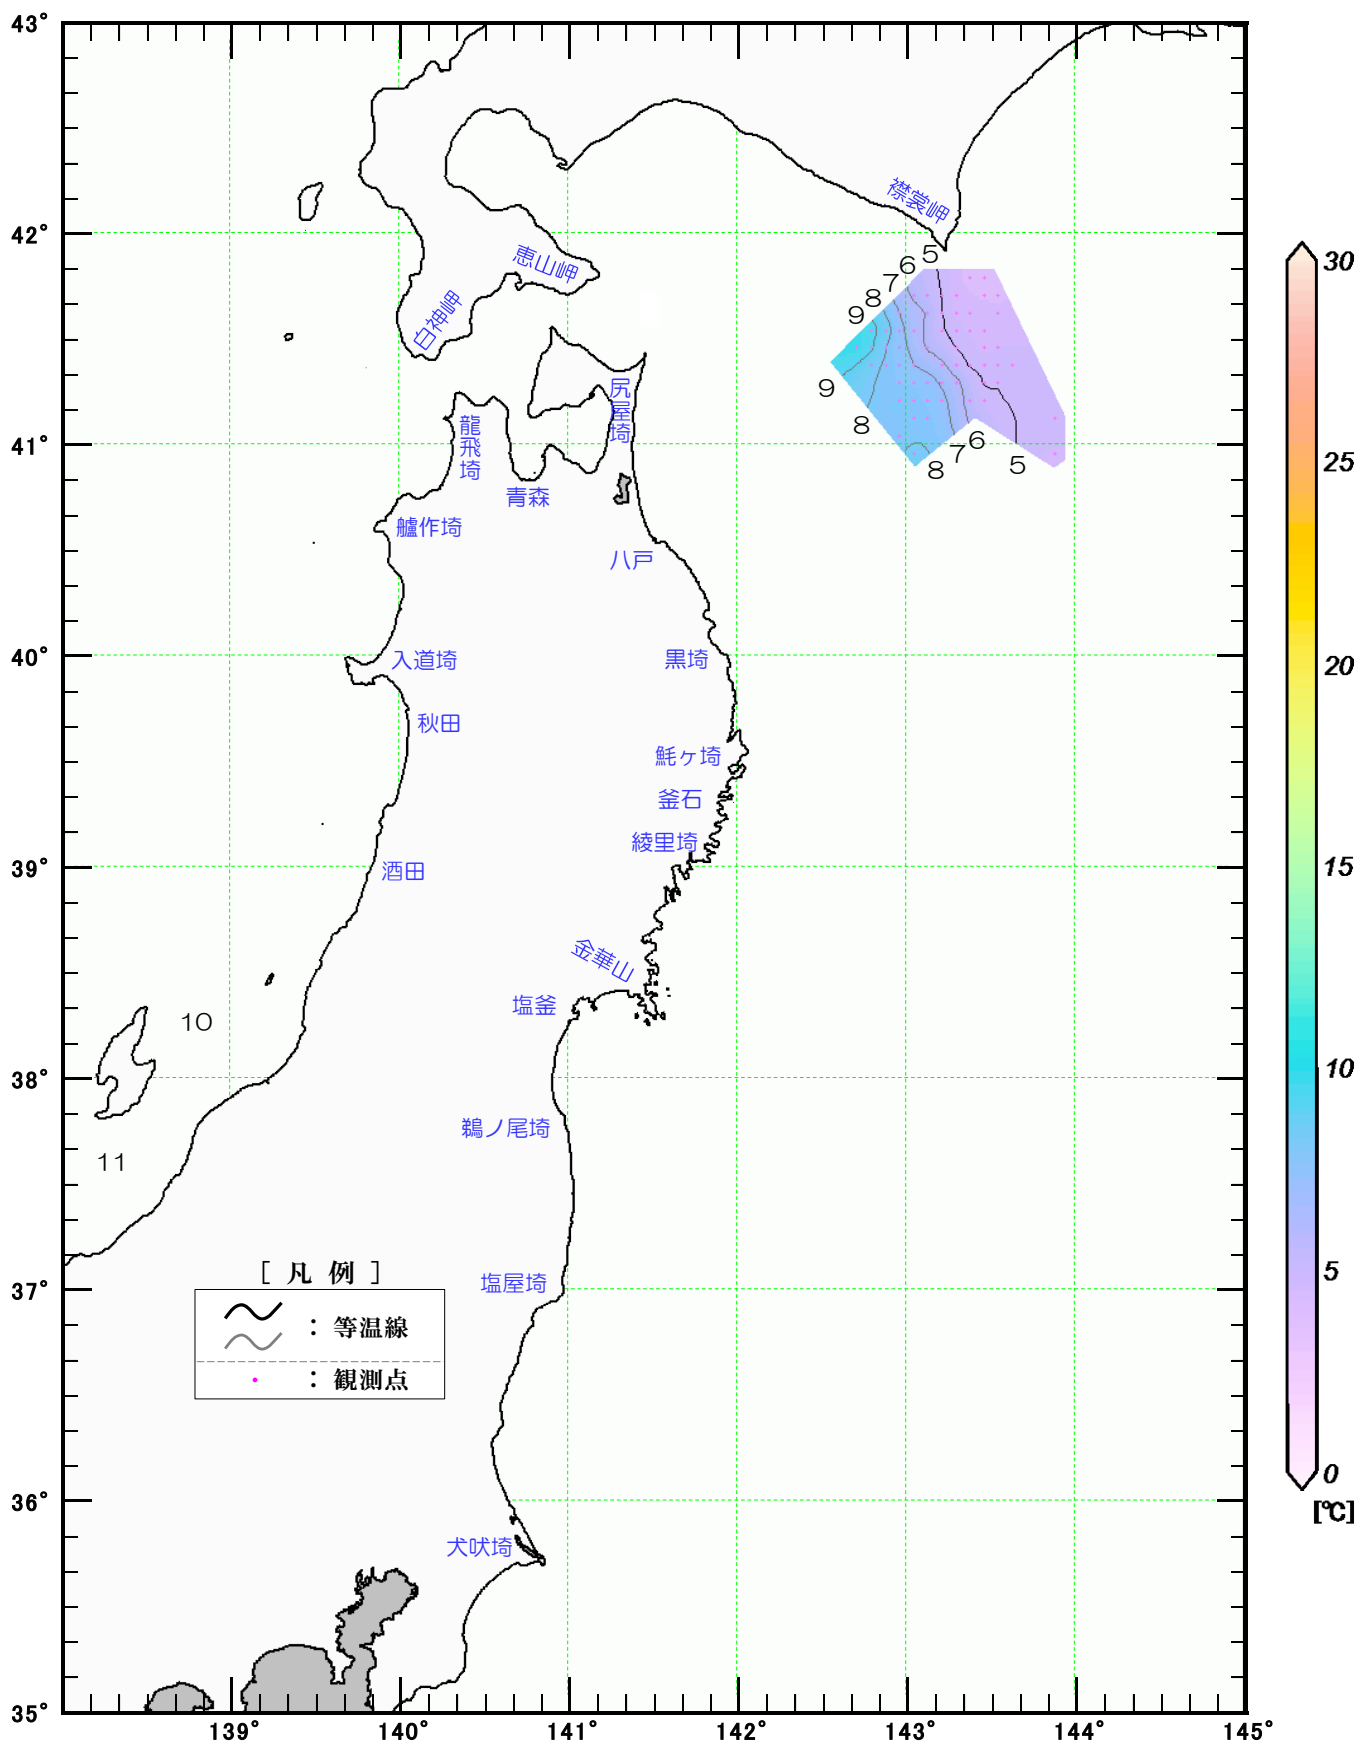 43°
襟裳岬
42°
5
6
恵山岬
7
8
9
白神岬
30
9
8
尻屋埼
龍飛埼
41°
6
7
5
8
25
青森
艫作埼
八戸
40°
入道埼
黒埼
20
秋田
魹ヶ埼
釜石
綾里埼
39°
酒田
15
金華山
塩釜
10
38°
10
鵜ノ尾埼
11
5
[ 凡 例 ]
塩屋埼
37°
：等温線
：観測点
0
36°
[℃]
犬吠埼
35°
139°
140°
141°
142°
143°
144°
145°